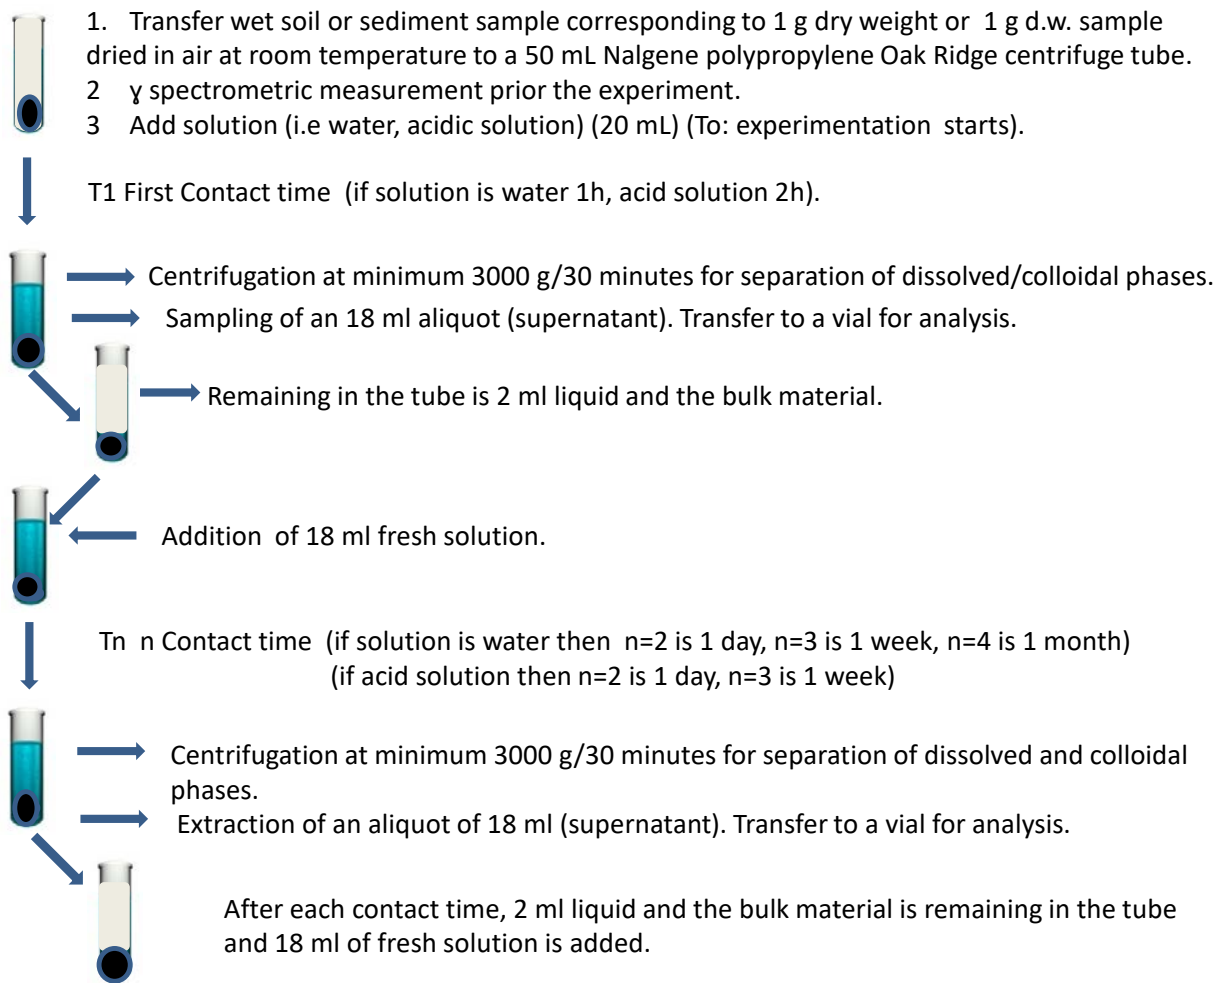 1. Transfer wet soil or sediment sample corresponding to 1 g dry weight or 1 g d.w. sample
dried in air at room temperature to a 50 mL Nalgene polypropylene Oak Ridge centrifuge tube.
2 ɣ spectrometric measurement prior the experiment.
3 Add solution (i.e water, acidic solution) (20 mL) (To: experimentation starts).
T1 First Contact time (if solution is water 1h, acid solution 2h).
Centrifugation at minimum 3000 g/30 minutes for separation of dissolved/colloidal phases.
Sampling of an 18 ml aliquot (supernatant). Transfer to a vial for analysis.
Remaining in the tube is 2 ml liquid and the bulk material.
Addition of 18 ml fresh solution.
Tn n Contact time (if solution is water then n=2 is 1 day, n=3 is 1 week, n=4 is 1 month)
(if acid solution then n=2 is 1 day, n=3 is 1 week)
Centrifugation at minimum 3000 g/30 minutes for separation of dissolved and colloidal
phases.
Extraction of an aliquot of 18 ml (supernatant). Transfer to a vial for analysis.
After each contact time, 2 ml liquid and the bulk material is remaining in the tube
and 18 ml of fresh solution is added.